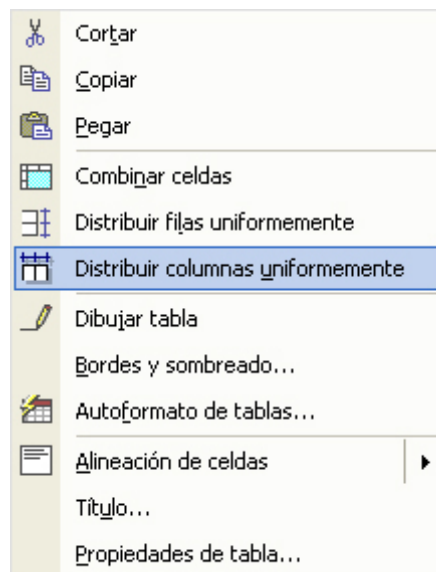 Cortar
Copiar
Pegar
Combinar celdas
Distribuir filas uniformemente
Distribuir columnas uniformemente
Dibujar tabla
Bordes y sombreado...
Autoformato de tablas...
Alineación de celdas
Título...
Propiedades de tabla...